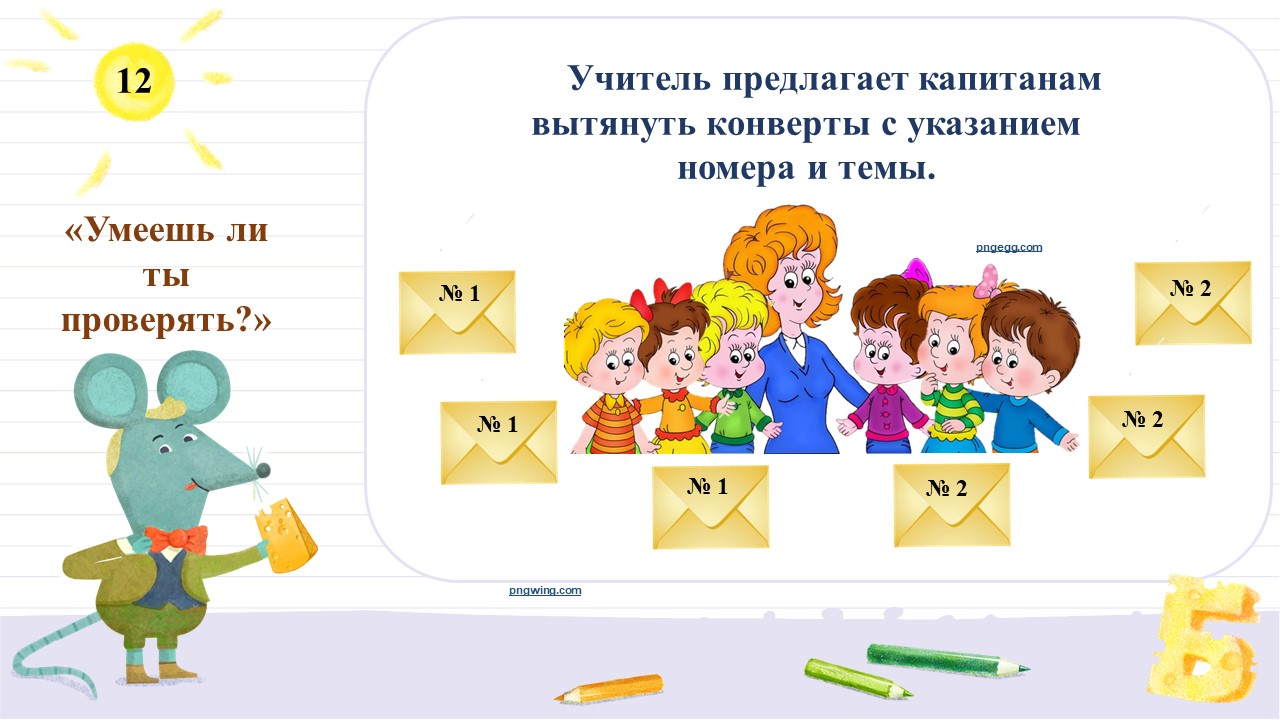 12
Учитель предлагает капитанам
вытянуть конверты с указанием
номера и темы.
«Умеешь ли
ты
проверять?»
pngegg.com
№ 1
№ 2
№ 1
№ 2
№ 1
№ 2
pngwing.com
Б